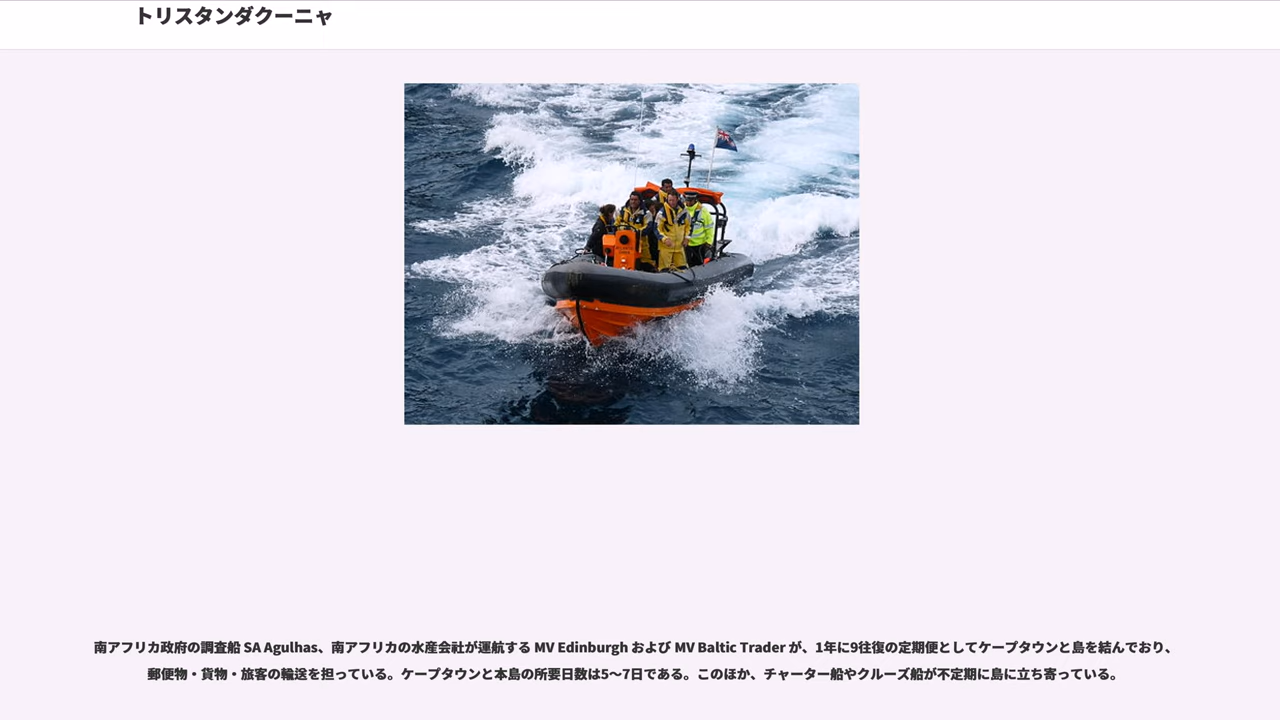 トリスタンダクーニャ
南アフリカ政府の調査船 SA Agulhas、南アフリカの水産会社が運航する MV Edinburgh および MV Baltic Trader が、1年に9往復の定期便としてケープタウンと島を結んでおり、
郵便物・貨物・旅客の輪送を担っている。ケープタウンと本島の所要日数は5〜7日である。このほか、チャーター船やクルーズ船が不定期に島に立ち寄っている。